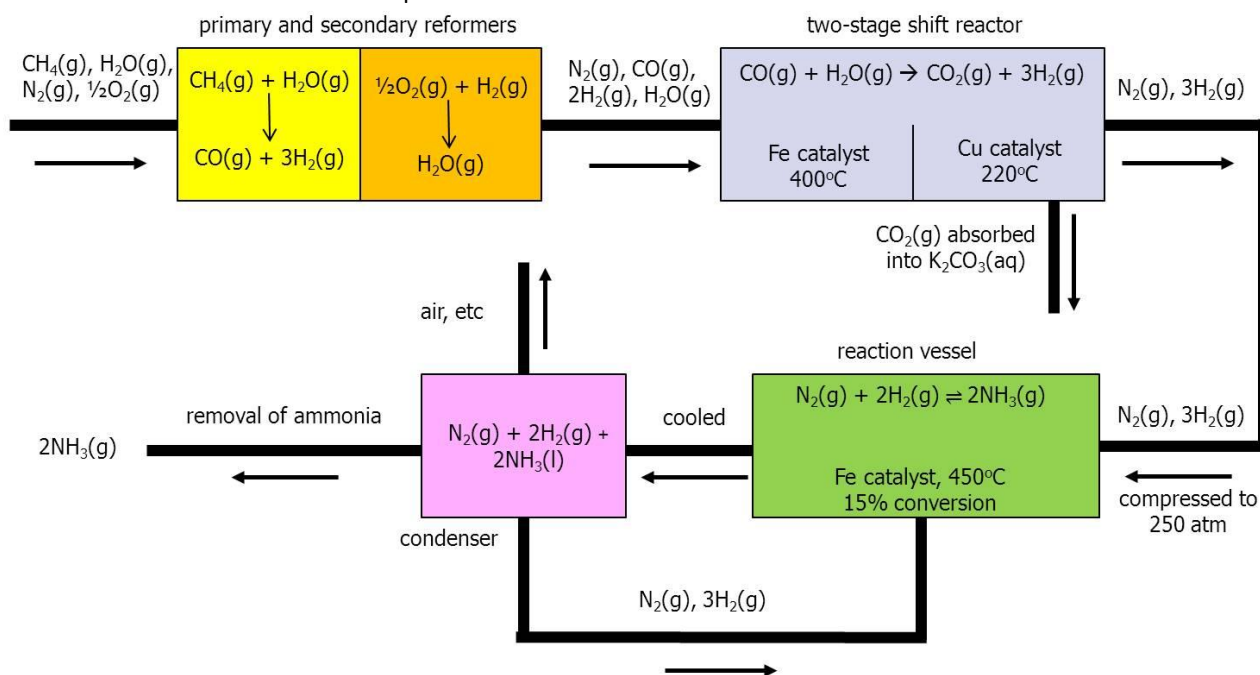 primary and secondary reformers
two-stage shift reactor
CH₄(g), H₂O(g),
N₂(g), ½O₂(g)
CH₄(g) + H₂O(g)
CO(g) + 3H₂(g)
½O₂(g) + H₂(g)
H₂O(g)
N₂(g), CO(g),
2H₂(g), H₂O(g)
CO(g) + H₂O(g) → CO₂(g) + 3H₂(g)
Fe catalyst
400°C
Cu catalyst
220°C
N₂(g), 3H₂(g)
CO₂(g) absorbed
into K₂CO₃(aq)
air, etc
reaction vessel
removal of ammonia
2NH₃(g)
N₂(g) + 2H₂(g) +
2NH₃(l)
condenser
cooled
N₂(g) + 2H₂(g) ⇌ 2NH₃(g)
Fe catalyst, 450°C
15% conversion
N₂(g), 3H₂(g)
compressed to
250 atm
N₂(g), 3H₂(g)